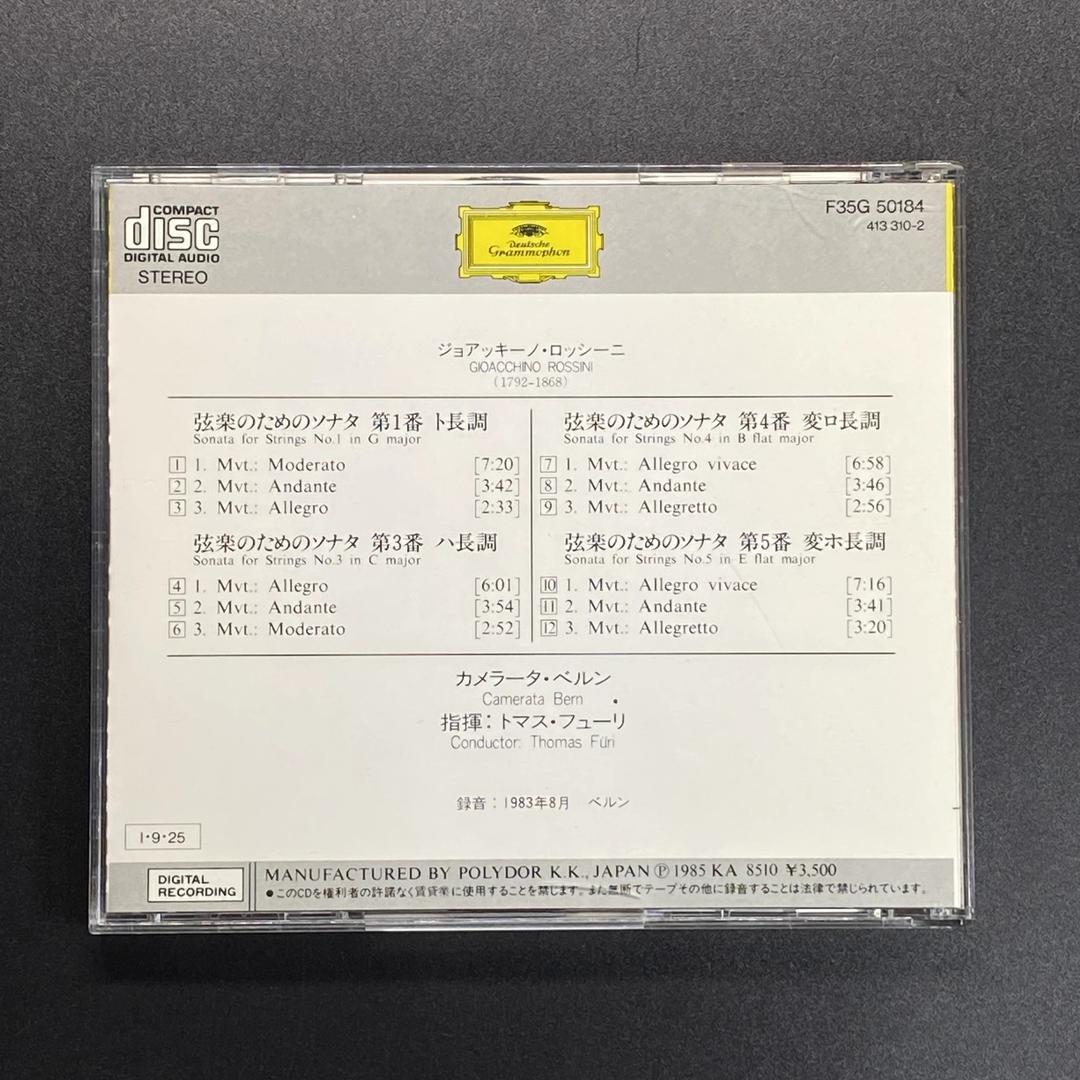 COMPACT
disc
DIGITAL AUDIO
STEREO
Deutsche
Grammophon
F35G 50184
413 310-2
ジョアッキーノ・ロッシーニ
GIOACCHINO ROSSINI
(1792-1868)
弦楽のためのソナタ 第1番 ト長調
Sonata for Strings No.1 in G major
1 1. Mvt.: Moderato [7:20]
2 2. Mvt.: Andante [3:42]
3 3. Mvt.: Allegro [2:33]
弦楽のためのソナタ 第3番 ハ長調
Sonata for Strings No.3 in C major
4 1. Mvt.: Allegro [6:01]
5 2. Mvt.: Andante [3:54]
6 3. Mvt.: Moderato [2:52]
弦楽のためのソナタ 第4番 変ロ長調
Sonata for Strings No.4 in B flat major
7 1. Mvt.: Allegro vivace [6:58]
8 2. Mvt.: Andante [3:46]
9 3. Mvt.: Allegretto [2:56]
弦楽のためのソナタ 第5番 変ホ長調
Sonata for Strings No.5 in E flat major
10 1. Mvt.: Allegro vivace [7:16]
11 2. Mvt.: Andante [3:41]
12 3. Mvt.: Allegretto [3:20]
カメラータ・ベルン
Camerata Bern
指揮：トマス・フューリ
Conductor: Thomas Füri
録音：1983年8月 ベルン
I・9・25
DIGITAL
RECORDING
MANUFACTURED BY POLYDOR K.K., JAPAN Ⓟ 1985 KA 8510 ¥3,500
●このCDを権利者の許諾なく賃貸業に使用することを禁じます。また無断でテープその他に録音することは法律で禁じられています。